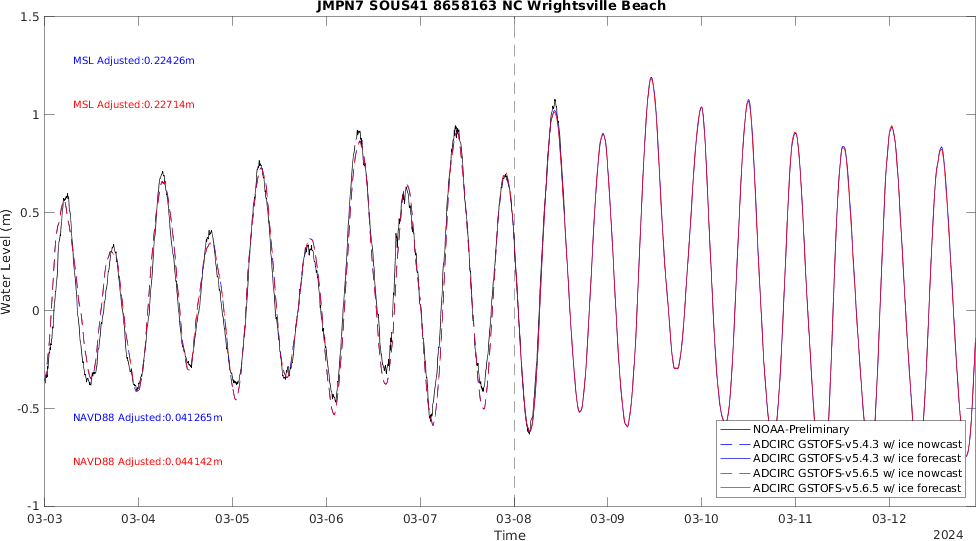 JMPN7 SOUS41 8658163 NC Wrightsville Beach
1.5
MSL Adjusted:0.22426m
MSL Adjusted:0.22714m
1
0.5
Water Level (m)
0
-0.5
NAVD88 Adjusted:0.041265m
NAVD88 Adjusted:0.044142m
NOAA-Preliminary
ADCIRC GSTOFS-v5.4.3 w/ ice nowcast
ADCIRC GSTOFS-v5.4.3 w/ ice forecast
ADCIRC GSTOFS-v5.6.5 w/ ice nowcast
ADCIRC GSTOFS-v5.6.5 w/ ice forecast
-1
03-03 03-04 03-05 03-06 03-07 03-08 03-09 03-10 03-11 03-12
Time
2024